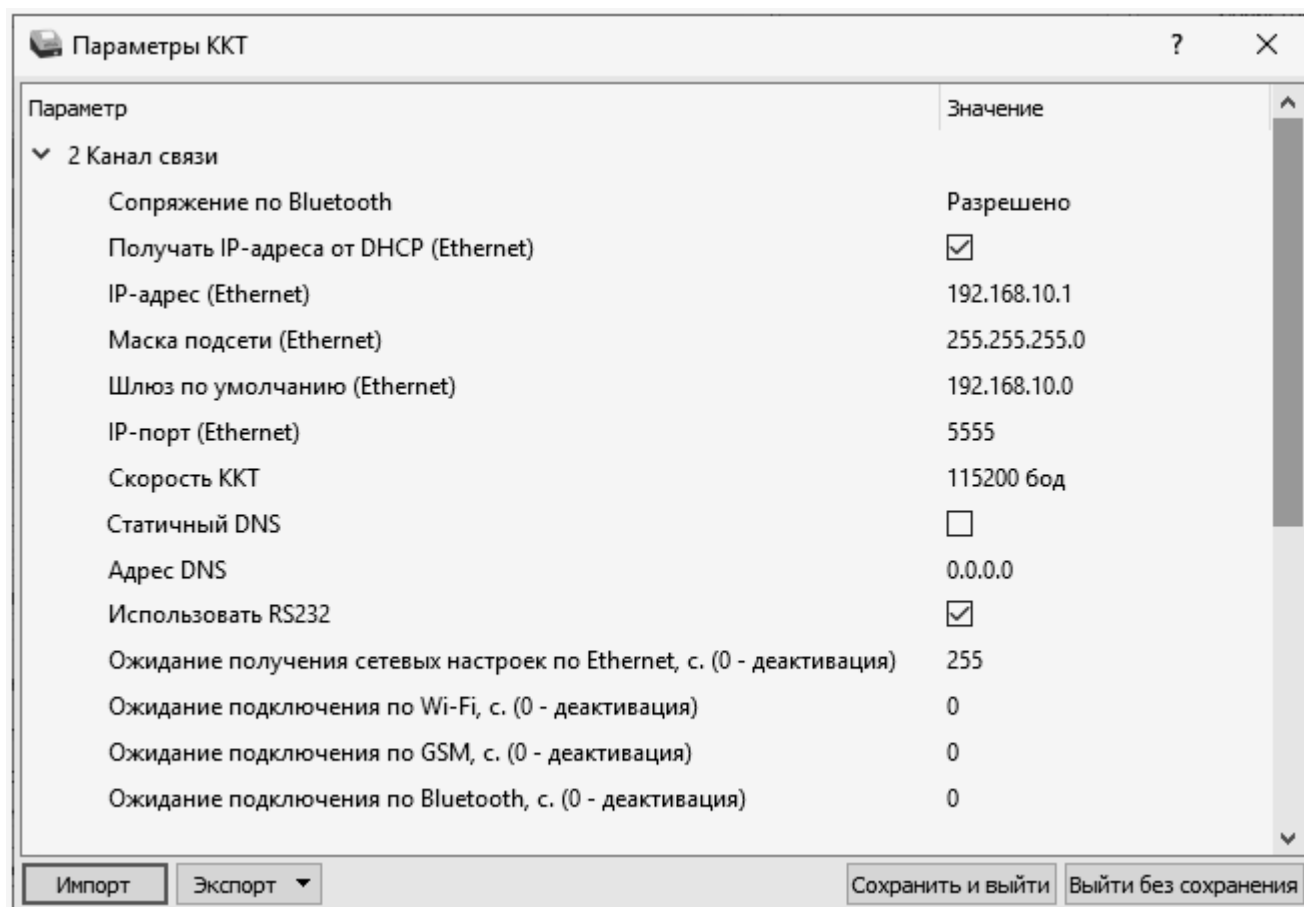 Параметры ККТ ?
Параметр Значение
2 Канал связи
Сопряжение по Bluetooth Разрешено
Получать IP-адреса от DHCP (Ethernet)
IP-адрес (Ethernet) 192.168.10.1
Маска подсети (Ethernet) 255.255.255.0
Шлюз по умолчанию (Ethernet) 192.168.10.0
IP-порт (Ethernet) 5555
Скорость ККТ 115200 бод
Статичный DNS
Адрес DNS 0.0.0.0
Использовать RS232
Ожидание получения сетевых настроек по Ethernet, с. (0 - деактивация) 255
Ожидание подключения по Wi-Fi, с. (0 - деактивация) 0
Ожидание подключения по GSM, с. (0 - деактивация) 0
Ожидание подключения по Bluetooth, с. (0 - деактивация) 0
Импорт Экспорт Сохранить и выйти Выйти без сохранения